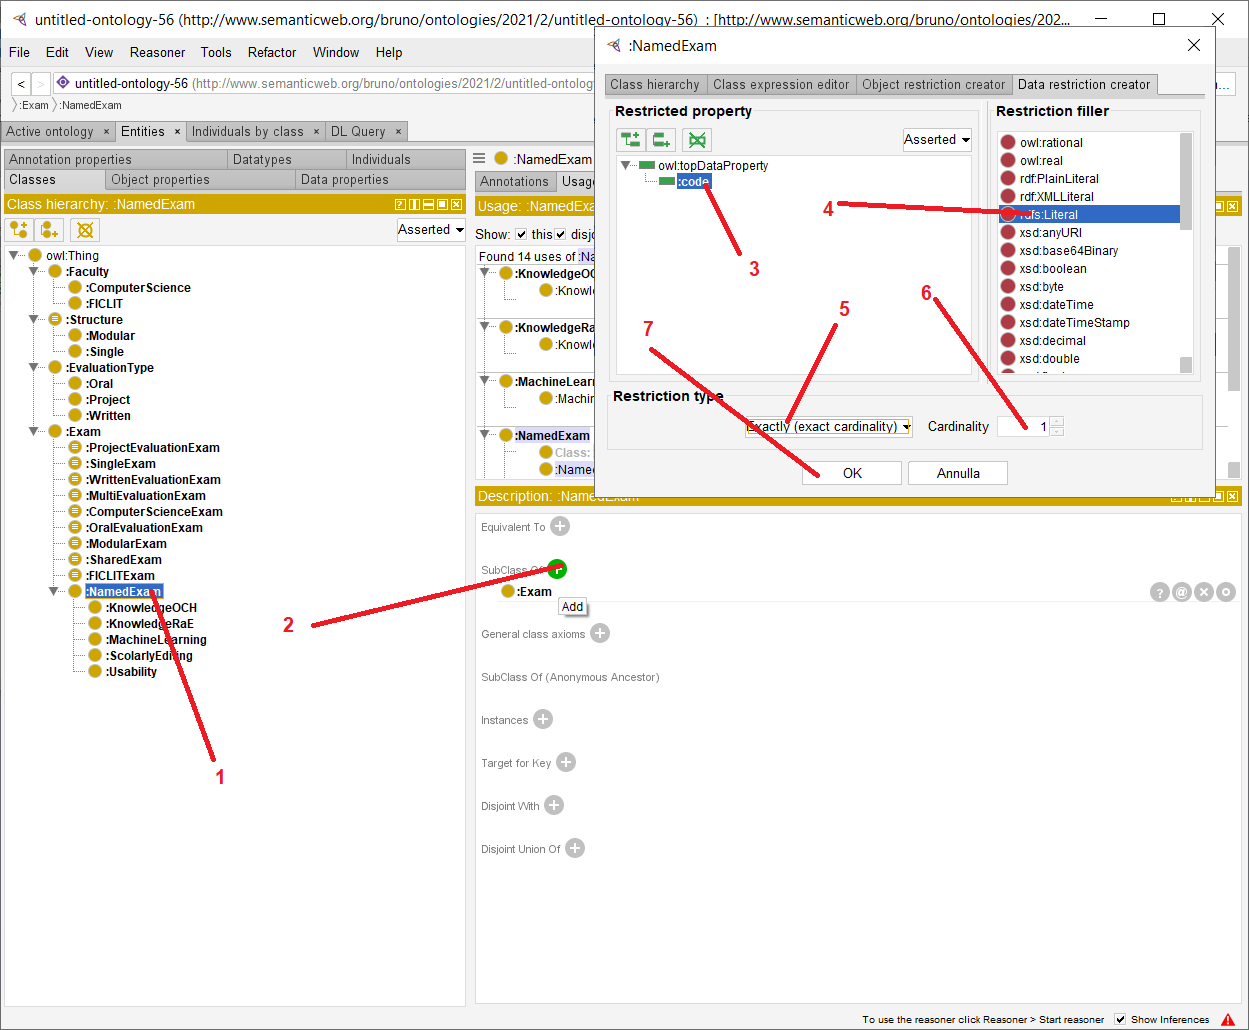 untitled-ontology-56 (http://www.semanticweb.org/bruno/ontologies/2021/2/untitled-ontology-56) : [http://www.semanticweb.org/bruno/ontologies/202...
File Edit View Reasoner Tools Refactor Window Help
< > untitled-ontology-56 (http://www.semanticweb.org/bruno/ontologies/2021/2/untitled-ontolog
:Exam :NamedExam
Active ontology × Entities × Individuals by class × DL Query ×
Annotation properties Datatypes Individuals
Classes Object properties Data properties
Class hierarchy: :NamedExam
Asserted
owl:Thing
:Faculty
:ComputerScience
:FICLIT
:Structure
:Modular
:Single
:EvaluationType
:Oral
:Project
:Written
:Exam
:ProjectEvaluationExam
:SingleExam
:WrittenEvaluationExam
:MultiEvaluationExam
:ComputerScienceExam
:OralEvaluationExam
:ModularExam
:SharedExam
:FICLITExam
:NamedExam
:KnowledgeOCH
:KnowledgeRaE
:MachineLearning
:ScolarlyEditing
:Usability
1
:NamedExam
Annotations Usag
Usage: :NamedExa
Show: this disj
Found 14 uses of :Na
:KnowledgeOC
:Knowl
:KnowledgeRa
:Knowl
:MachineLearn
:Machin
:NamedExam
Class:
:Name
:NamedExam
Class hierarchy Class expression editor Object restriction creator Data restriction creator
Restricted property
Asserted
owl:topDataProperty
:code
3
Restriction filler
owl:rational
owl:real
rdf:PlainLiteral
rdf:XMLLiteral
4 rdfs:Literal
xsd:anyURI
xsd:base64Binary
xsd:boolean
xsd:byte
xsd:dateTime
xsd:dateTimeStamp
xsd:decimal
xsd:double
5
6
7
Restriction type
Exactly (exact cardinality) Cardinality 1
OK Annulla
Description: :NamedExam
Equivalent To
SubClass Of
:Exam
Add
2
General class axioms
SubClass Of (Anonymous Ancestor)
Instances
Target for Key
Disjoint With
Disjoint Union Of
To use the reasoner click Reasoner > Start reasoner Show Inferences